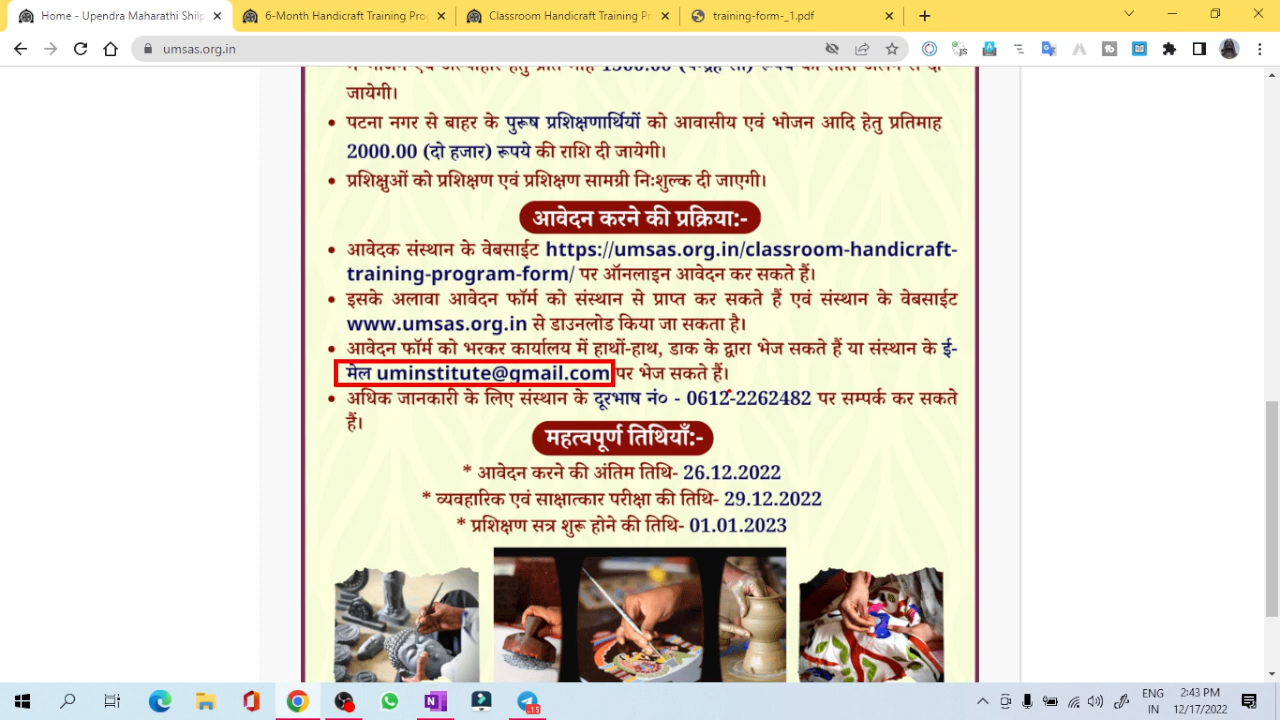 Home - Upendra Maharathi Shilp
6-Month Handicraft Training Prog
Classroom Homepage Training Pr
training-form-_1.pdf
umsas.org.in
जायेगी।
• पटना नगर से बाहर के पुरूष प्रशिक्षणार्थियों को आवासीय एवं भोजन आदि हेतु प्रतिमाह
2000.00 (दो हजार) रूपये की राशि दी जायेगी।
• प्रशिक्षुओं को प्रशिक्षण एवं प्रशिक्षण सामग्री निःशुल्क दी जाएगी।
आवेदन करने की प्रक्रिया:-
• आवेदक संस्थान के वेबसाईट https://umsas.org.in/classroom-handicraft-
training-program-form/ पर ऑनलाइन आवेदन कर सकते हैं।
• इसके अलावा आवेदन फॉर्म को संस्थान से प्राप्त कर सकते हैं एवं संस्थान के वेबसाईट
www.umsas.org.in से डाउनलोड किया जा सकता है।
• आवेदन फॉर्म को भरकर कार्यालय में हाथों-हाथ, डाक के द्वारा भेज सकते हैं या संस्थान के ई-
मेल uminstitute@gmail.com पर भेज सकते हैं।
• अधिक जानकारी के लिए संस्थान के दूरभाष नं० - 0612-2262482 पर सम्पर्क कर सकते
हैं।
महत्वपूर्ण तिथियाँ:-
* आवेदन करने की अंतिम तिथि- 26.12.2022
* व्यवहारिक एवं साक्षात्कार परीक्षा की तिथि- 29.12.2022
* प्रशिक्षण सत्र शुरू होने की तिथि- 01.01.2023
ENG 2:43 PM
IN 12/17/2022